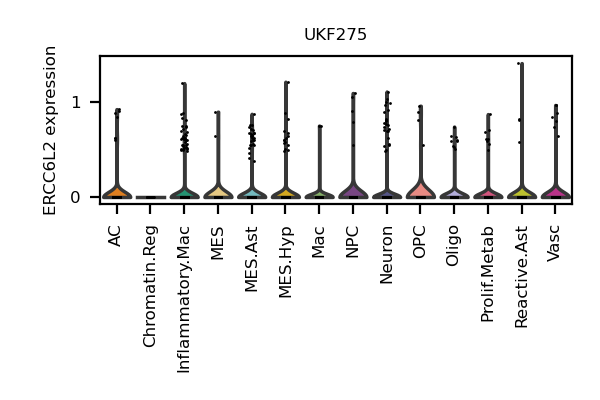 UKF275
ERCC6L2 expression
1
0
AC
Chromatin.Reg
Inflammatory.Mac
MES
MES.Ast
MES.Hyp
Mac
NPC
Neuron
OPC
Oligo
Prolif.Metab
Reactive.Ast
Vasc